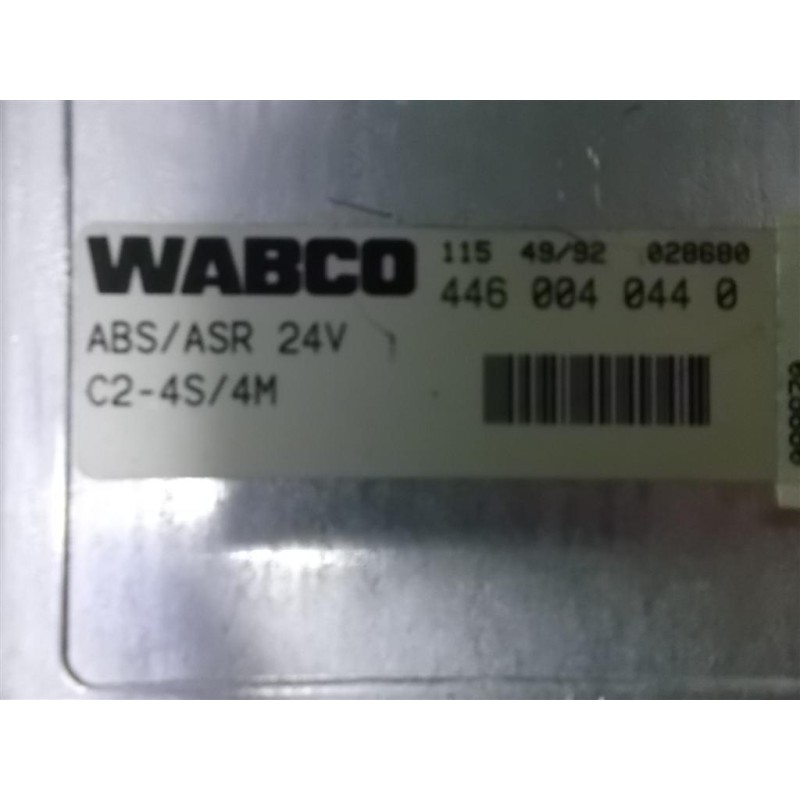 WABCO
115 49/92 028680
446 004 044 0
ABS/ASR 24V
C2-4S/4M